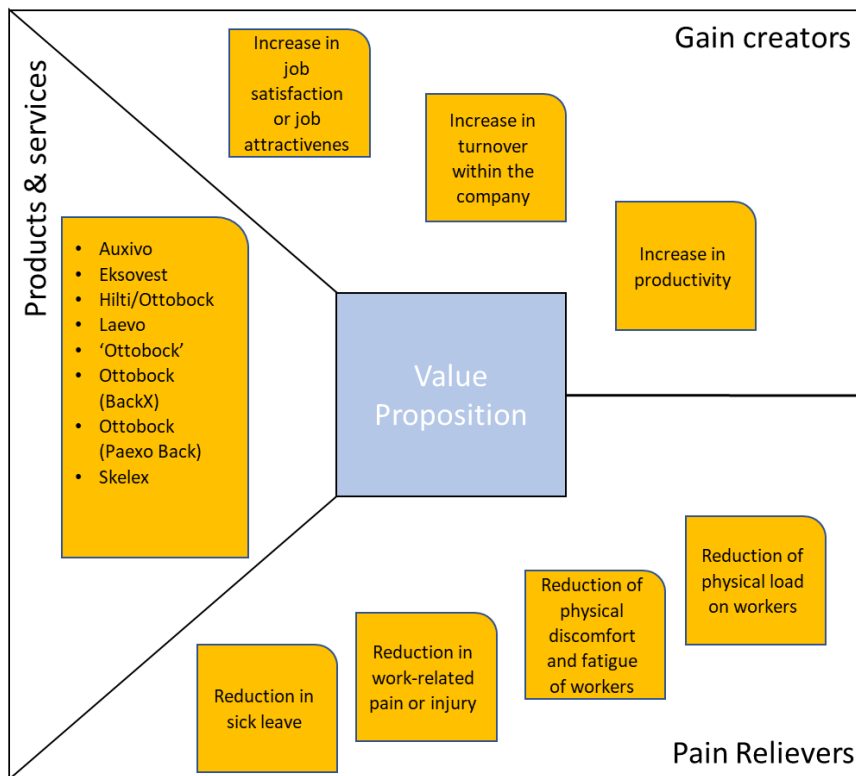 Products & services
• Auxivo
• Eksovest
• Hilti/Ottobock
• Laevo
• ‘Ottobock’
• Ottobock
(BackX)
• Ottobock
(Paexo Back)
• Skelex
Gain creators
Increase in
job
satisfaction
or job
attractivenes
Increase in
turnover
within the
company
Increase in
productivity
Value
Proposition
Reduction of
physical load
on workers
Reduction of
physical
discomfort
and fatigue
of workers
Reduction in
work-related
pain or injury
Reduction in
sick leave
Pain Relievers